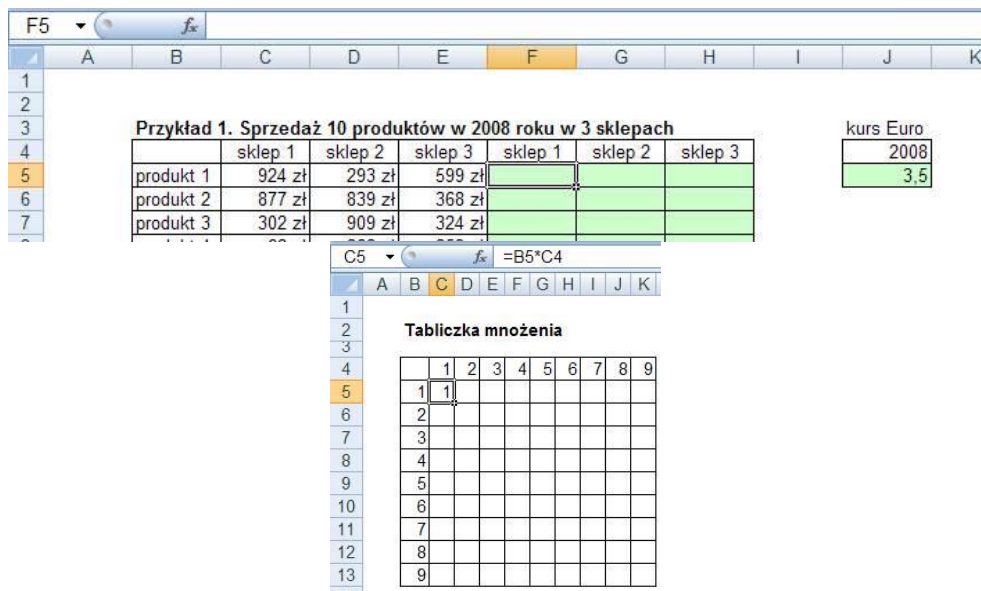 F5 fx
A B C D E F G H I J K
1
2
3 Przykład 1. Sprzedaż 10 produktów w 2008 roku w 3 sklepach kurs Euro
4 sklep 1 sklep 2 sklep 3 sklep 1 sklep 2 sklep 3 2008
5 produkt 1 924 zł 293 zł 599 zł 3,5
6 produkt 2 877 zł 839 zł 368 zł
7 produkt 3 302 zł 909 zł 324 zł
C5 fx =B5*C4
A B C D E F G H I J K
1
2 Tabliczka mnożenia
3
4 1 2 3 4 5 6 7 8 9
5 1 1
6 2
7 3
8 4
9 5
10 6
11 7
12 8
13 9